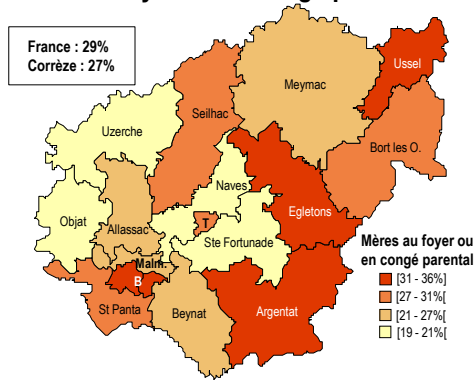 France : 29%
Corrèze : 27%
Ussel
Meymac
Seilhac
Uzerche
Bort les O.
Naves
Egletons
Objat
Allassac
T
Ste Fortunade
Malm.
B
St Panta
Beynat
Argentat
Mères au foyer ou
en congé parental
[31 - 36%]
[27 - 31%[
[21 - 27%[
[19 - 21%[